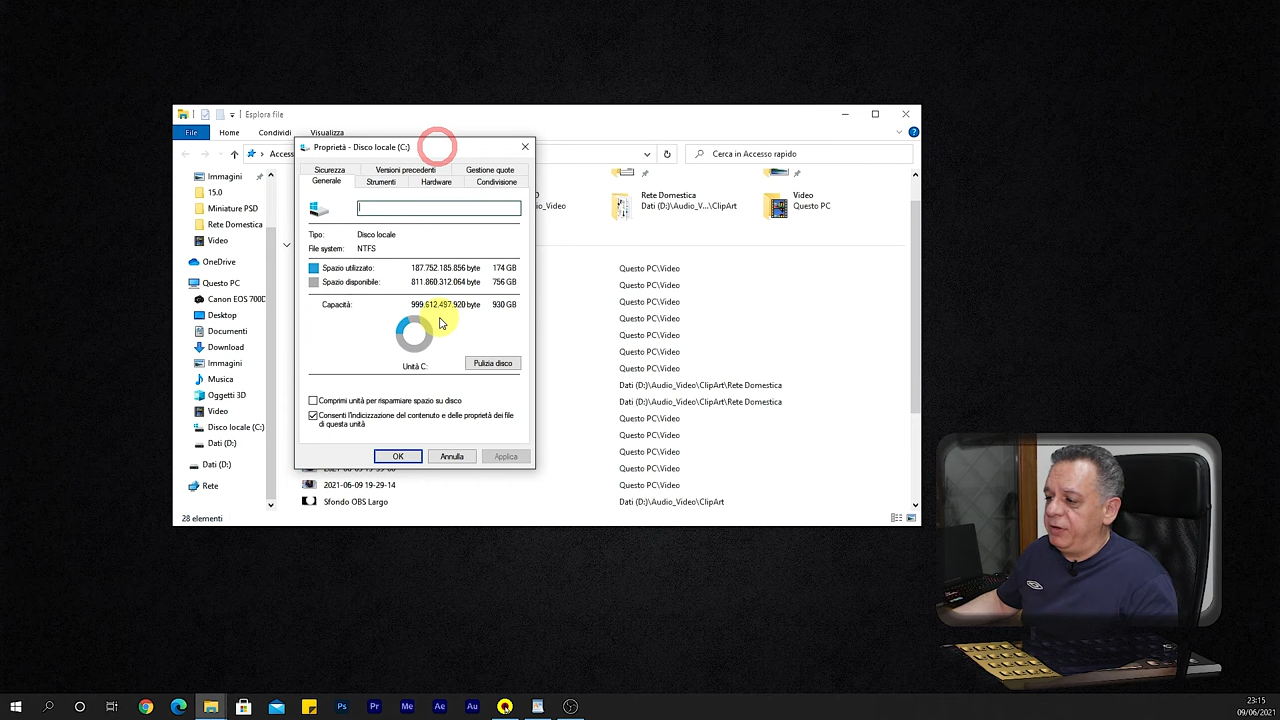 Esplora file
File
Home
Condividi
Visualizza
Acces
Cerca in Accesso rapido
Immagini
15.0
Miniature PSD
Rete Domestica
Video
OneDrive
Questo PC
Canon EOS 700D
Desktop
Documenti
Download
Immagini
Musica
Oggetti 3D
Video
Disco locale (C:)
Dati (D:)
Dati (D:)
Rete
28 elementi
Proprietà - Disco locale (C:)
Sicurezza
Versioni precedenti
Gestione quote
Generale
Strumenti
Hardware
Condivisione
Tipo: Disco locale
File system: NTFS
Spazio utilizzato: 187.752.185.856 byte 174 GB
Spazio disponibile: 811.860.312.064 byte 756 GB
Capacità: 999.612.497.920 byte 930 GB
Unità C:
Pulizia disco
Comprimi unità per risparmiare spazio su disco
Consenti l'indicizzazione del contenuto e delle proprietà dei file
di questa unità
OK
Annulla
Applica
io_Video
Rete Domestica
Dati (D:)\Audio_V...\ClipArt
Video
Questo PC
Questo PC\Video
Questo PC\Video
Questo PC\Video
Questo PC\Video
Questo PC\Video
Questo PC\Video
Questo PC\Video
Dati (D:)\Audio_Video\ClipArt\Rete Domestica
Dati (D:)\Audio_Video\ClipArt\Rete Domestica
Questo PC\Video
Questo PC\Video
Questo PC\Video
Questo PC\Video
2021-06-09 19-29-14 Questo PC\Video
Sfondo OBS Largo Dati (D:)\Audio_Video\ClipArt
Ps
Pr
Me
Ae
Au
23:15
09/06/2021